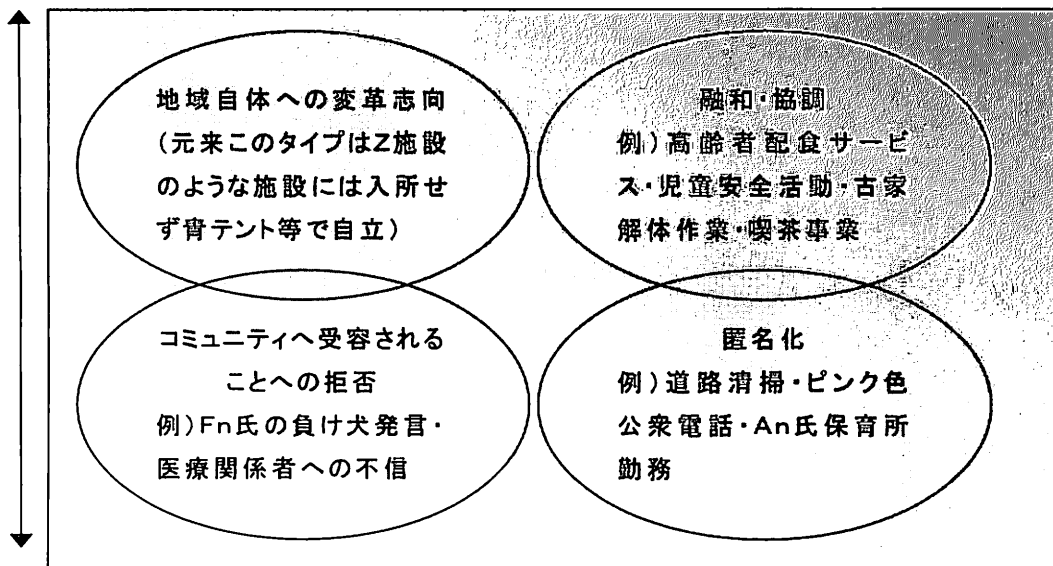 地域自体への変革志向
(元来このタイプはZ施設
のような施設には入所せ
ず青テント等で自立)
融和・協調
例)高齢者配食サービ
ス・児童安全活動・古家
解体作業・喫茶事業
コミュニティへ受容される
ことへの拒否
例)Fn氏の負け犬発言・
医療関係者への不信
匿名化
例)道路清掃・ピンク色
公衆電話・An氏保育所
勤務